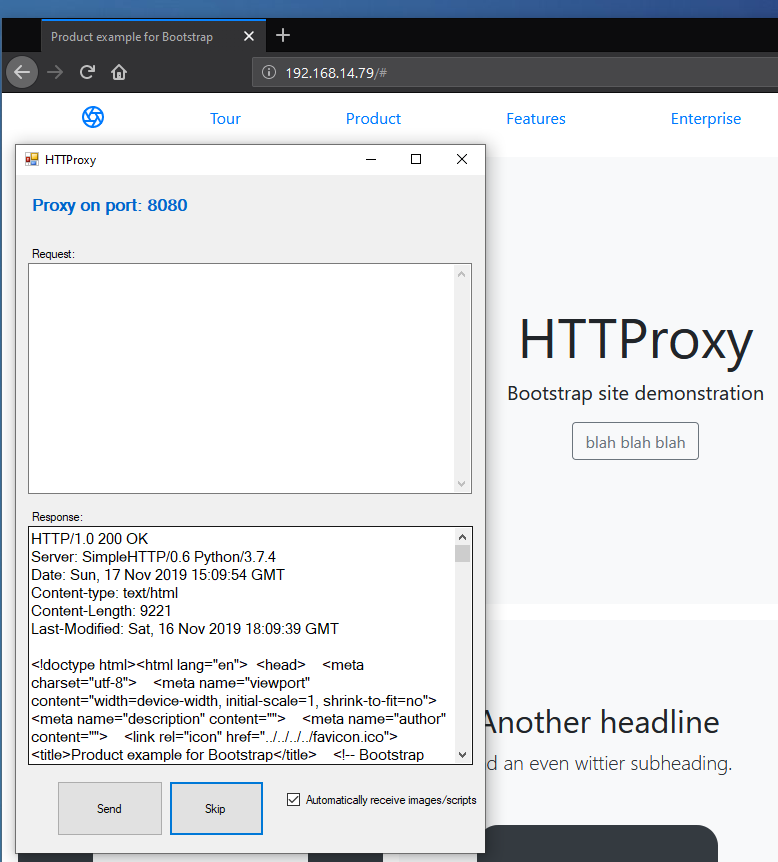 Product example for Bootstrap
192.168.14.79/#
Tour Product Features Enterprise
HTTProxy
Proxy on port: 8080
Request:
Response:
HTTP/1.0 200 OK
Server: SimpleHTTP/0.6 Python/3.7.4
Date: Sun, 17 Nov 2019 15:09:54 GMT
Content-type: text/html
Content-Length: 9221
Last-Modified: Sat, 16 Nov 2019 18:09:39 GMT
<!doctype html><html lang="en">  <head>    <meta
charset="utf-8">    <meta name="viewport"
content="width=device-width, initial-scale=1, shrink-to-fit=no">
<meta name="description" content="">    <meta name="author"
content="">    <link rel="icon" href="../../../../favicon.ico">
<title>Product example for Bootstrap</title>    <!-- Bootstrap
Send
Skip
Automatically receive images/scripts
HTTProxy
Bootstrap site demonstration
blah blah blah
Another headline
d an even wittier subheading.